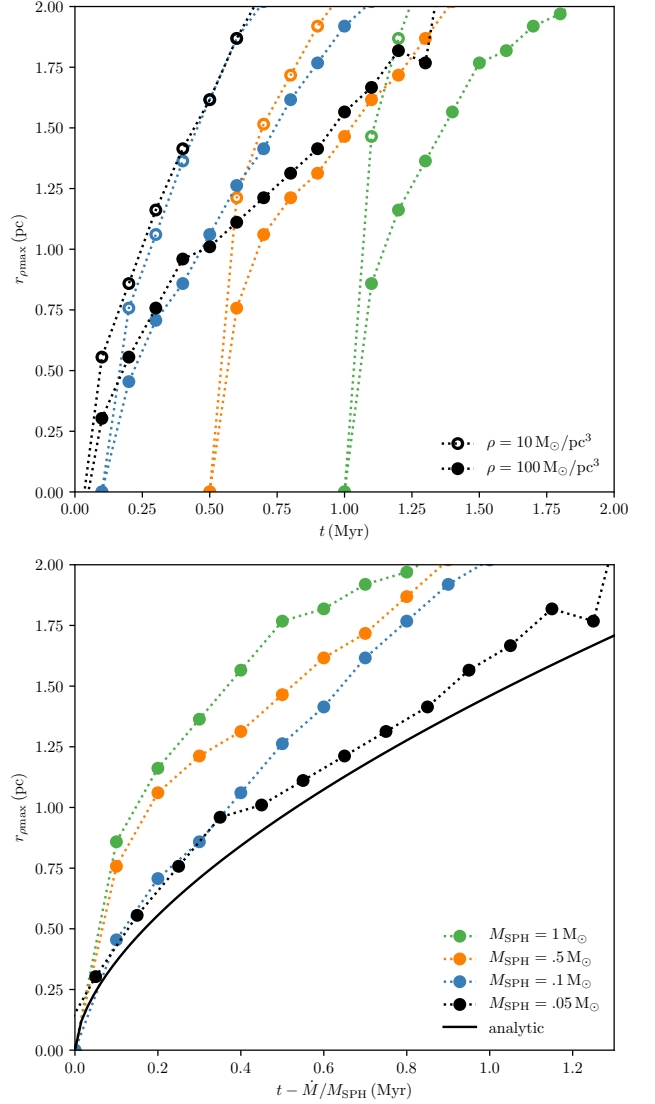 2.00
1.75
1.50
1.25
1.00
0.75
0.50
0.25
0.00
r_ρmax (pc)
ρ = 10 M⊙/pc³
ρ = 100 M⊙/pc³
0.00 0.25 0.50 0.75 1.00 1.25 1.50 1.75 2.00
t (Myr)
2.00
1.75
1.50
1.25
1.00
0.75
0.50
0.25
0.00
r_ρmax (pc)
M_SPH = 1 M⊙
M_SPH = .5 M⊙
M_SPH = .1 M⊙
M_SPH = .05 M⊙
analytic
0.0 0.2 0.4 0.6 0.8 1.0 1.2
t − Ṁ/M_SPH (Myr)